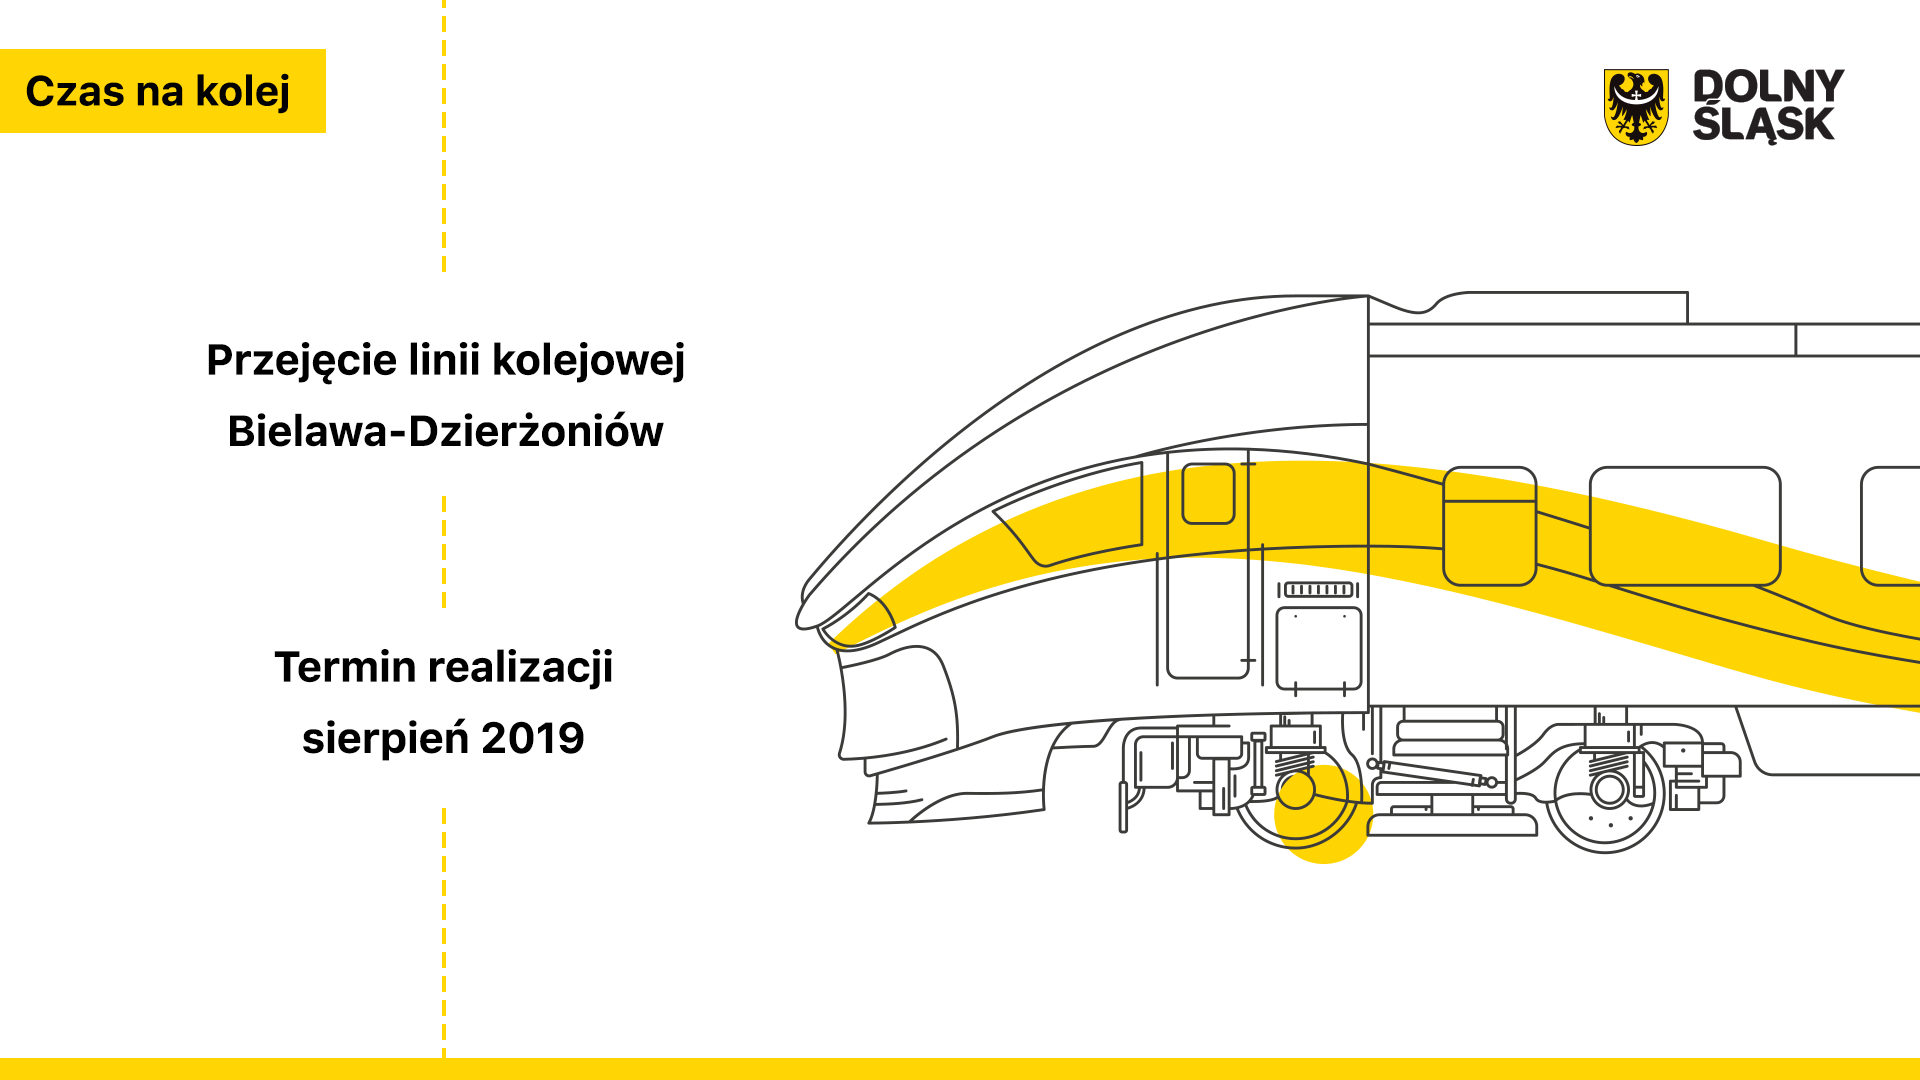 Czas na kolej
DOLNY
ŚLĄSK
Przejęcie linii kolejowej
Bielawa-Dzierżoniów
Termin realizacji
sierpień 2019